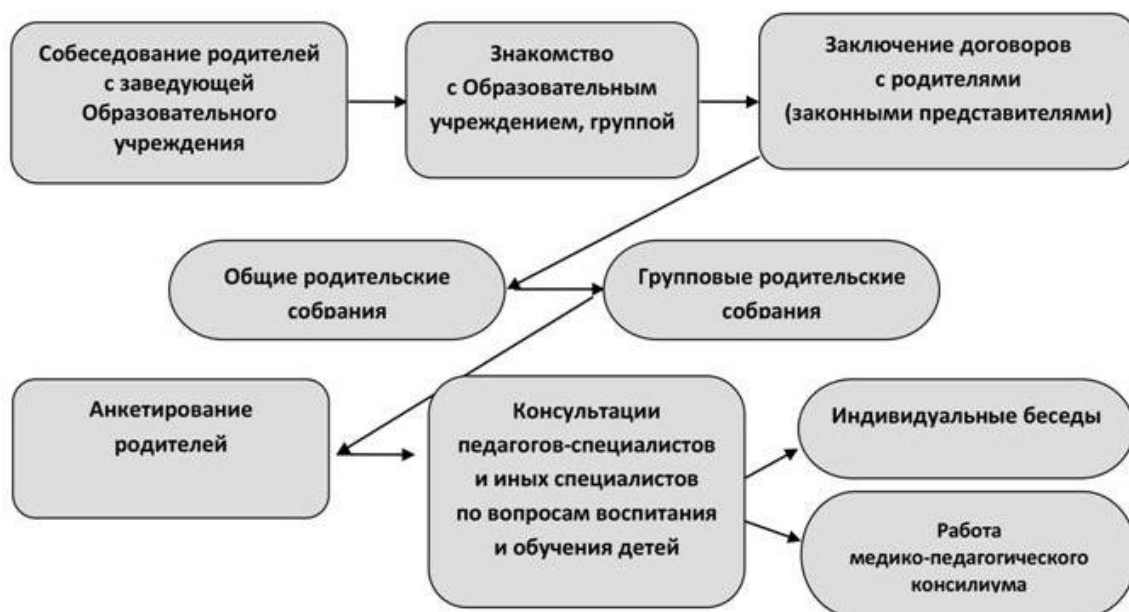 Собеседование родителей
с заведующей
Образовательного
учреждения
Знакомство
с Образовательным
учреждением, группой
Заключение договоров
с родителями
(законными представителями)
Общие родительские
собрания
Групповые родительские
собрания
Анкетирование
родителей
Консультации
педагогов-специалистов
и иных специалистов
по вопросам воспитания
и обучения детей
Индивидуальные беседы
Работа
медико-педагогического
консилиума